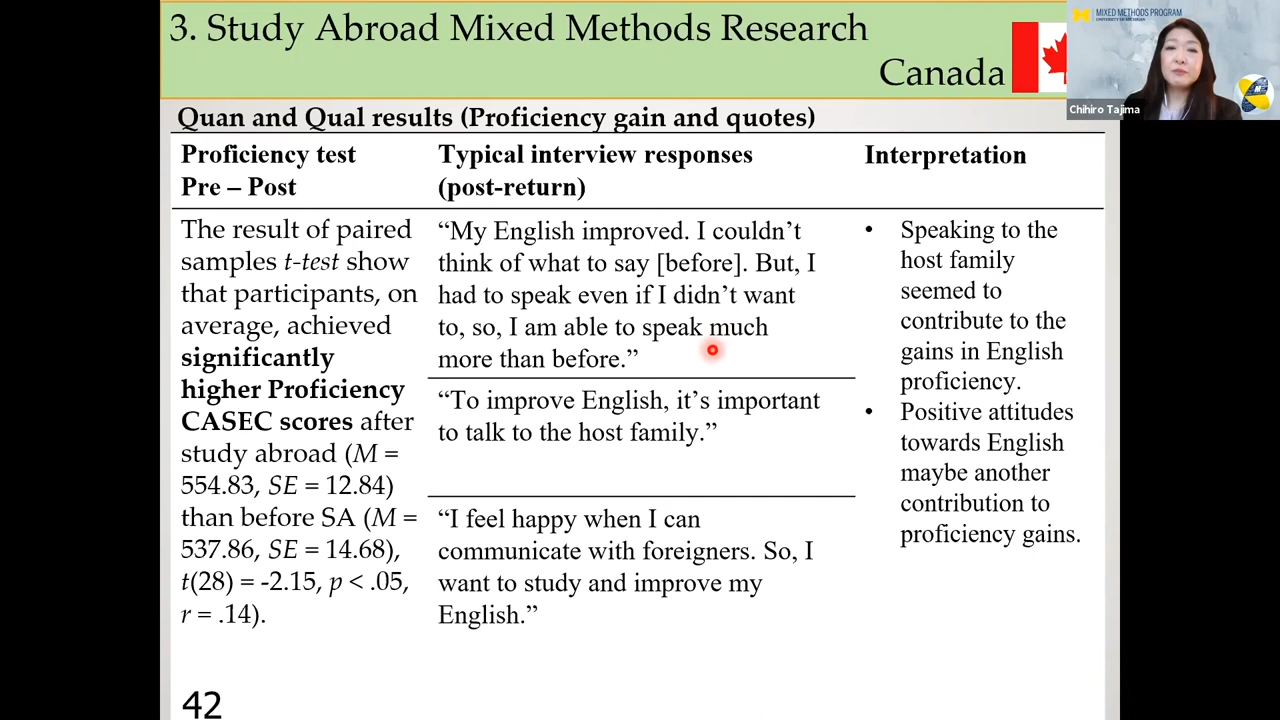 3. Study Abroad Mixed Methods Research
Canada
MIXED METHODS PROGRAM
UNIVERSITY OF MICHIGAN
Chihiro Tajima
Quan and Qual results (Proficiency gain and quotes)
Proficiency test
Pre – Post
Typical interview responses
(post-return)
Interpretation
The result of paired
samples t-test show
that participants, on
average, achieved
significantly
higher Proficiency
CASEC scores after
study abroad (M =
554.83, SE = 12.84)
than before SA (M =
537.86, SE = 14.68),
t(28) = -2.15, p < .05,
r = .14).
“My English improved. I couldn’t
think of what to say [before]. But, I
had to speak even if I didn’t want
to, so, I am able to speak much
more than before.”
“To improve English, it’s important
to talk to the host family.”
“I feel happy when I can
communicate with foreigners. So, I
want to study and improve my
English.”
• Speaking to the
host family
seemed to
contribute to the
gains in English
proficiency.
• Positive attitudes
towards English
maybe another
contribution to
proficiency gains.
42